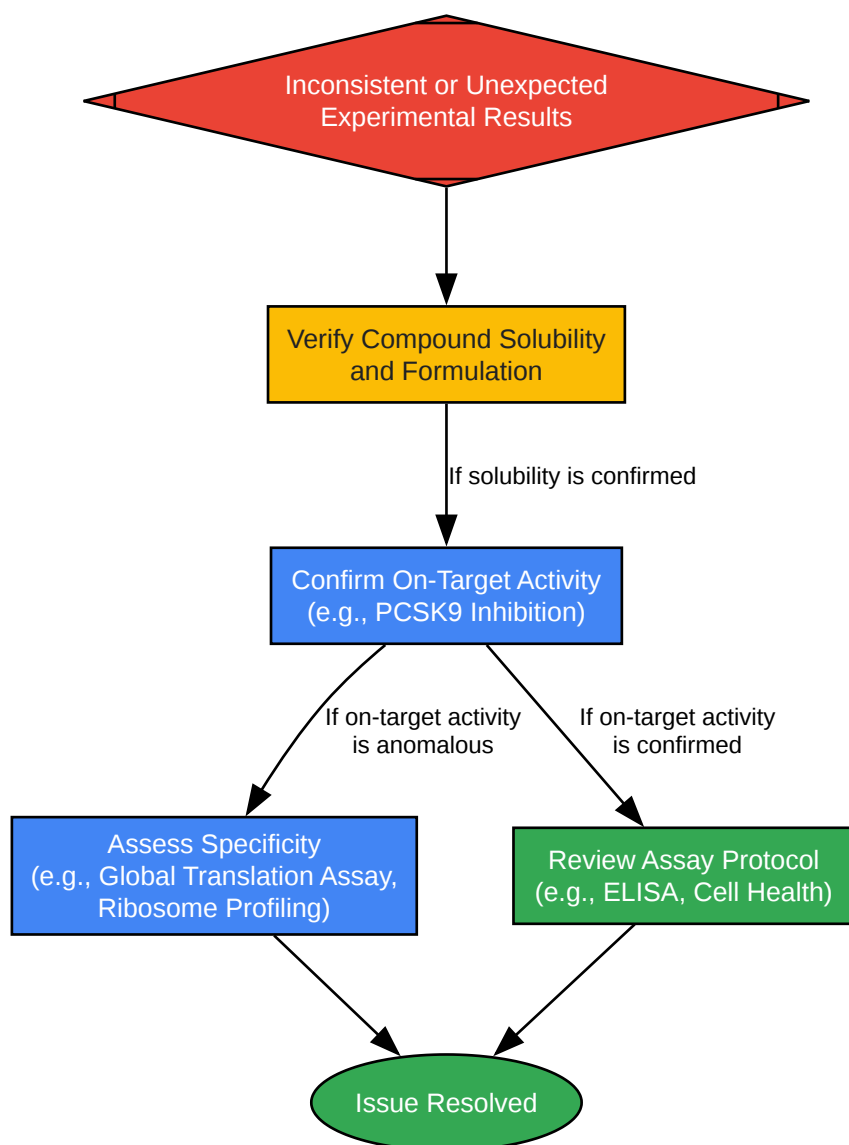 Inconsistent or Unexpected
Experimental Results
Verify Compound Solubility
and Formulation
If solubility is confirmed
Confirm On-Target Activity
(e.g., PCSK9 Inhibition)
If on-target activity
is anomalous
If on-target activity
is confirmed
Assess Specificity
(e.g., Global Translation Assay,
Ribosome Profiling)
Review Assay Protocol
(e.g., ELISA, Cell Health)
Issue Resolved